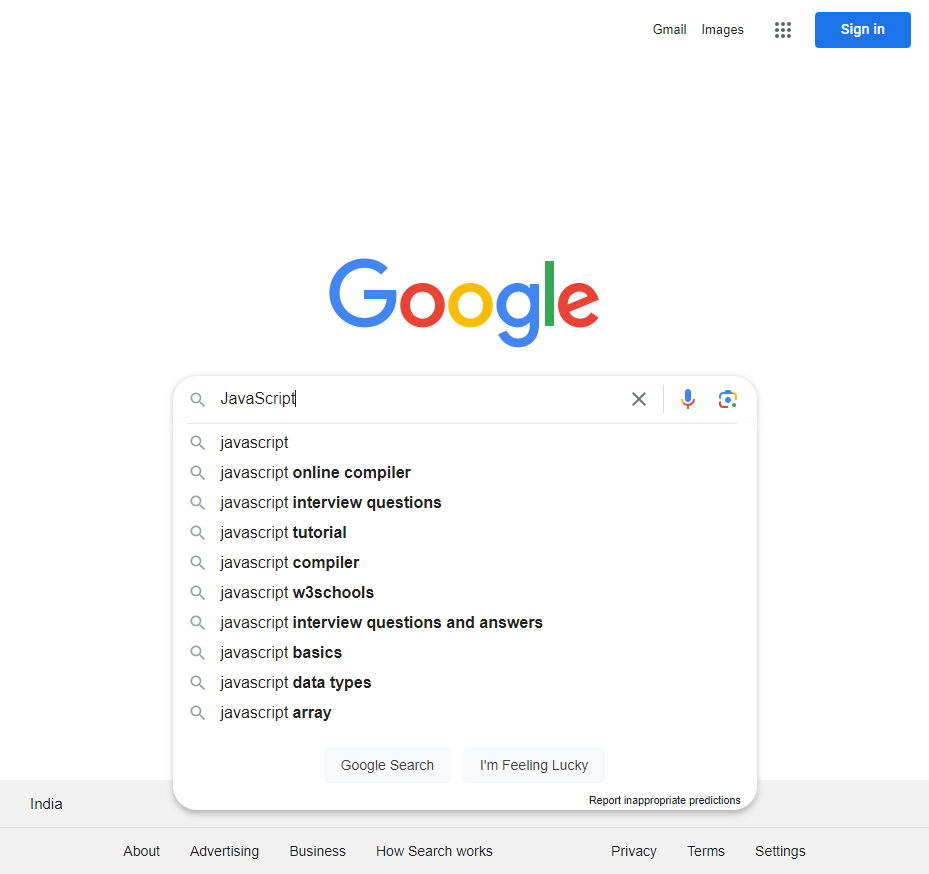 Gmail Images Sign in
Google
JavaScript
javascript
javascript online compiler
javascript interview questions
javascript tutorial
javascript compiler
javascript w3schools
javascript interview questions and answers
javascript basics
javascript data types
javascript array
Google Search I'm Feeling Lucky
Report inappropriate predictions
India
About Advertising Business How Search works Privacy Terms Settings